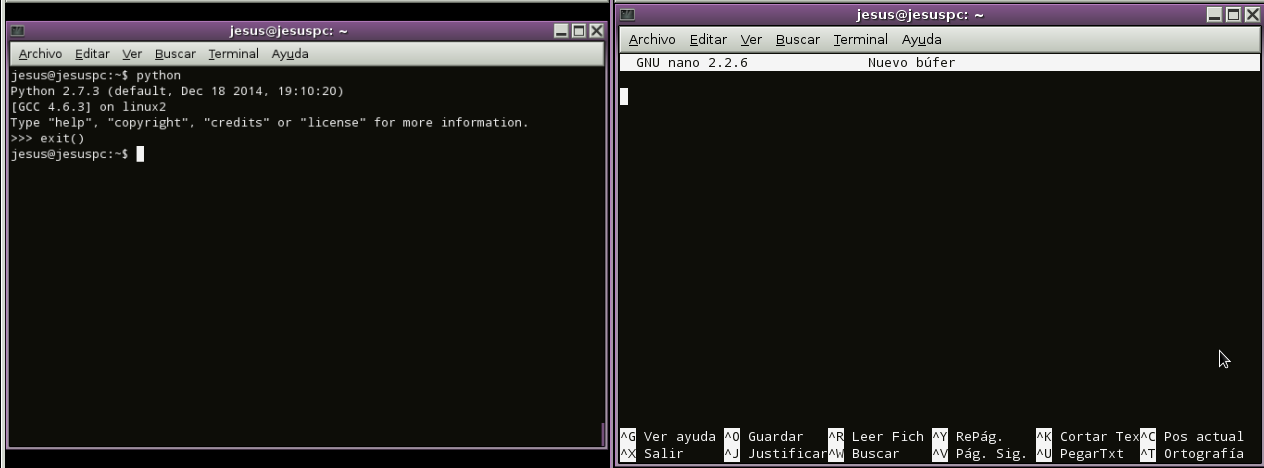 jesus@jesuspc: ~
Archivo Editar Ver Buscar Terminal Ayuda
jesus@jesuspc:~$ python
Python 2.7.3 (default, Dec 18 2014, 19:10:20)
[GCC 4.6.3] on linux2
Type "help", "copyright", "credits" or "license" for more information.
>>> exit()
jesus@jesuspc:~$
jesus@jesuspc: ~
Archivo Editar Ver Buscar Terminal Ayuda
GNU nano 2.2.6 Nuevo búfer
^G Ver ayuda ^O Guardar ^R Leer Fich ^Y RePág. ^K Cortar Tex^C Pos actual
^X Salir ^J Justificar^W Buscar ^V Pág. Sig. ^U PegarTxt ^T Ortografía